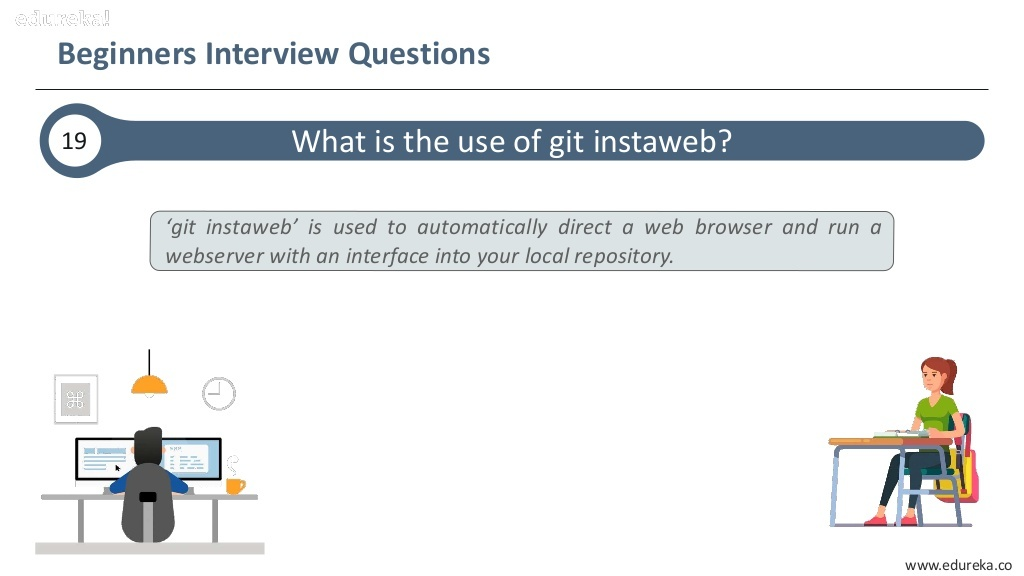 edureka!
Beginners Interview Questions
19
What is the use of git instaweb?
‘git instaweb’ is used to automatically direct a web browser and run a
webserver with an interface into your local repository.
www.edureka.co